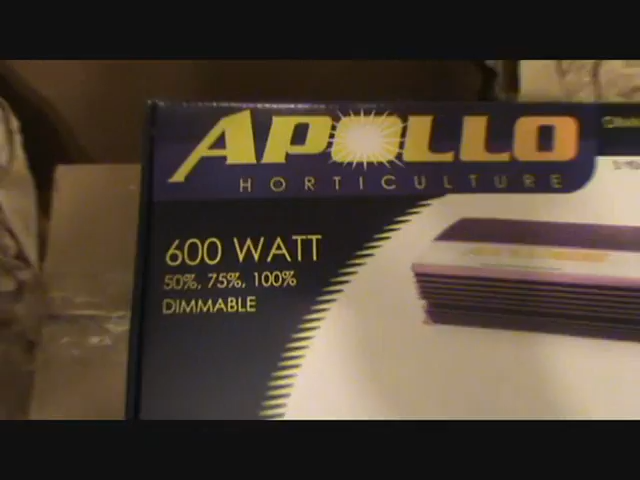 APOLLO
HORTICULTURE
600 WATT
50%, 75%, 100%
DIMMABLE